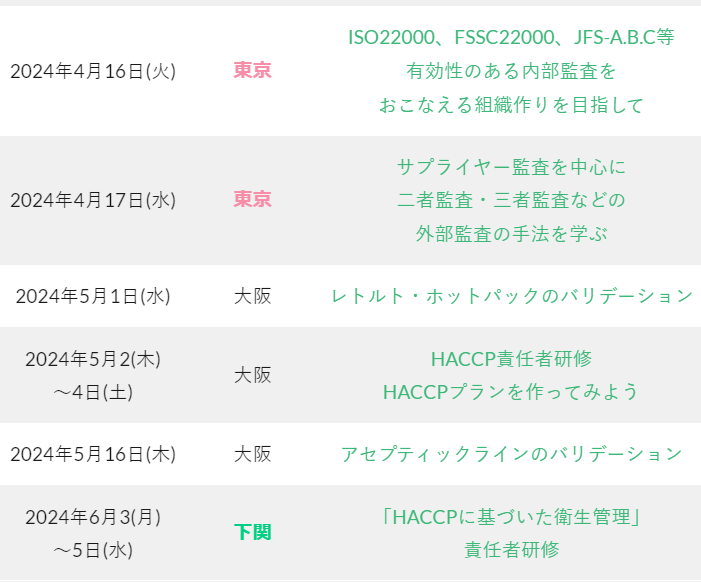 ISO22000、FSSC22000、JFS-A.B.C等
2024年4月16日(火) 東京 有効性のある内部監査を
おこなえる組織作りを目指して
サプライヤー監査を中心に
2024年4月17日(水) 東京 二者監査・三者監査などの
外部監査の手法を学ぶ
2024年5月1日(水) 大阪 レトルト・ホットパックのバリデーション
2024年5月2(木)
～4日(土)
大阪
HACCP責任者研修
HACCPプランを作ってみよう
2024年5月16日(木) 大阪 アセプティックラインのバリデーション
2024年6月3(月)
～5日(水)
下関
「HACCPに基づいた衛生管理」
責任者研修